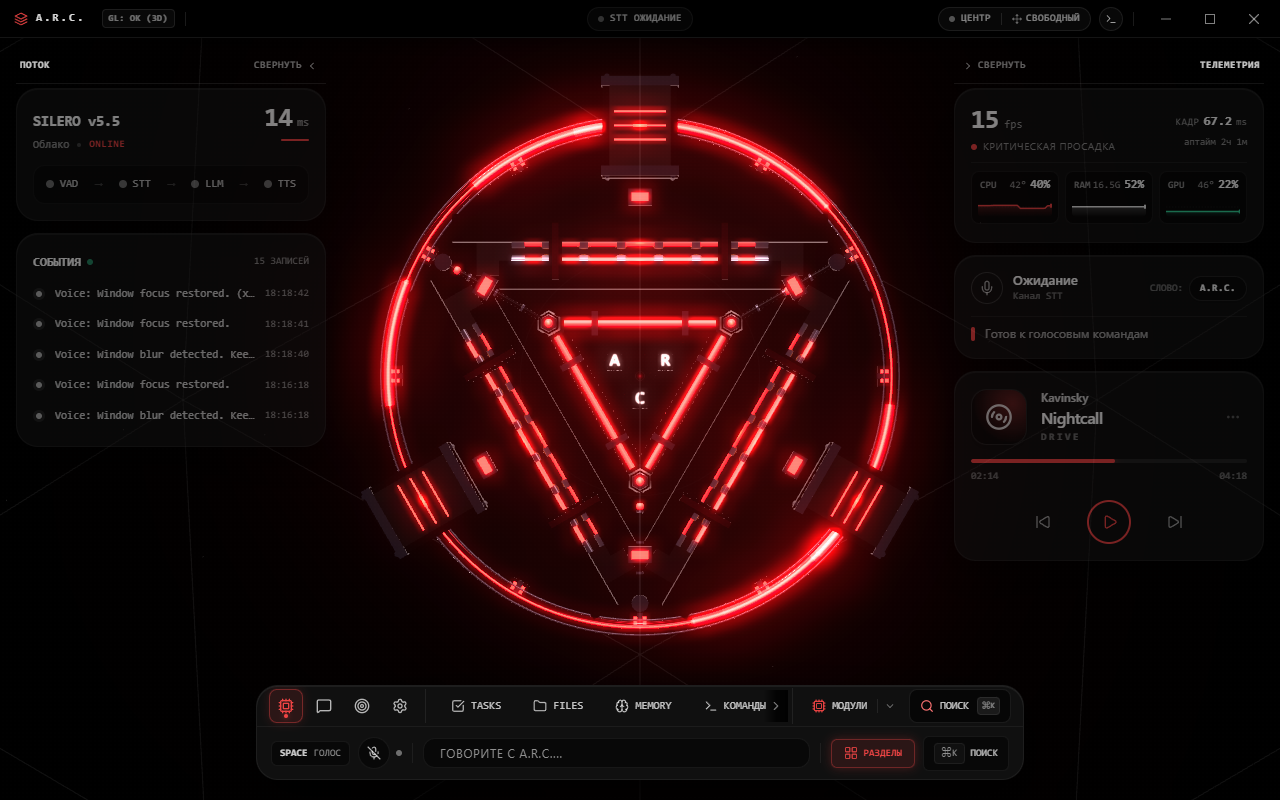 A.R.C.
GL: OK (3D)
STT ОЖИДАНИЕ
ЦЕНТР
СВОБОДНЫЙ
ПОТОК
СВЕРНУТЬ
SILERO v5.5
14 ms
Облако • ONLINE
VAD → STT → LLM → TTS
СОБЫТИЯ
15 ЗАПИСЕЙ
Voice: Window focus restored. (x… 18:18:42
Voice: Window focus restored. 18:18:41
Voice: Window blur detected. Kee… 18:18:40
Voice: Window focus restored. 18:16:18
Voice: Window blur detected. Kee… 18:16:18
A R
C
СВЕРНУТЬ
ТЕЛЕМЕТРИЯ
15 fps
КАДР 67.2 ms
КРИТИЧЕСКАЯ ПРОСАДКА
аптайм 2ч 1м
CPU 42° 40%
RAM 16.5G 52%
GPU 46° 22%
Ожидание
Канал STT
СЛОВО: A.R.C.
Готов к голосовым командам
Kavinsky
Nightcall
DRIVE
02:14
04:18
TASKS
FILES
MEMORY
КОМАНДЫ
МОДУЛИ
ПОИСК ⌘K
SPACE ГОЛОС
ГОВОРИТЕ С A.R.C....
РАЗДЕЛЫ
⌘K ПОИСК